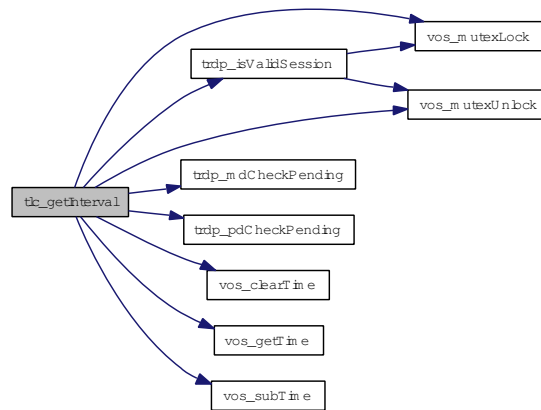 vos_mutexLock
trdp_isValidSession
vos_mutexUnlock
trdp_mdCheckPending
tlc_getInterval
trdp_pdCheckPending
vos_clearTime
vos_getTime
vos_subTime